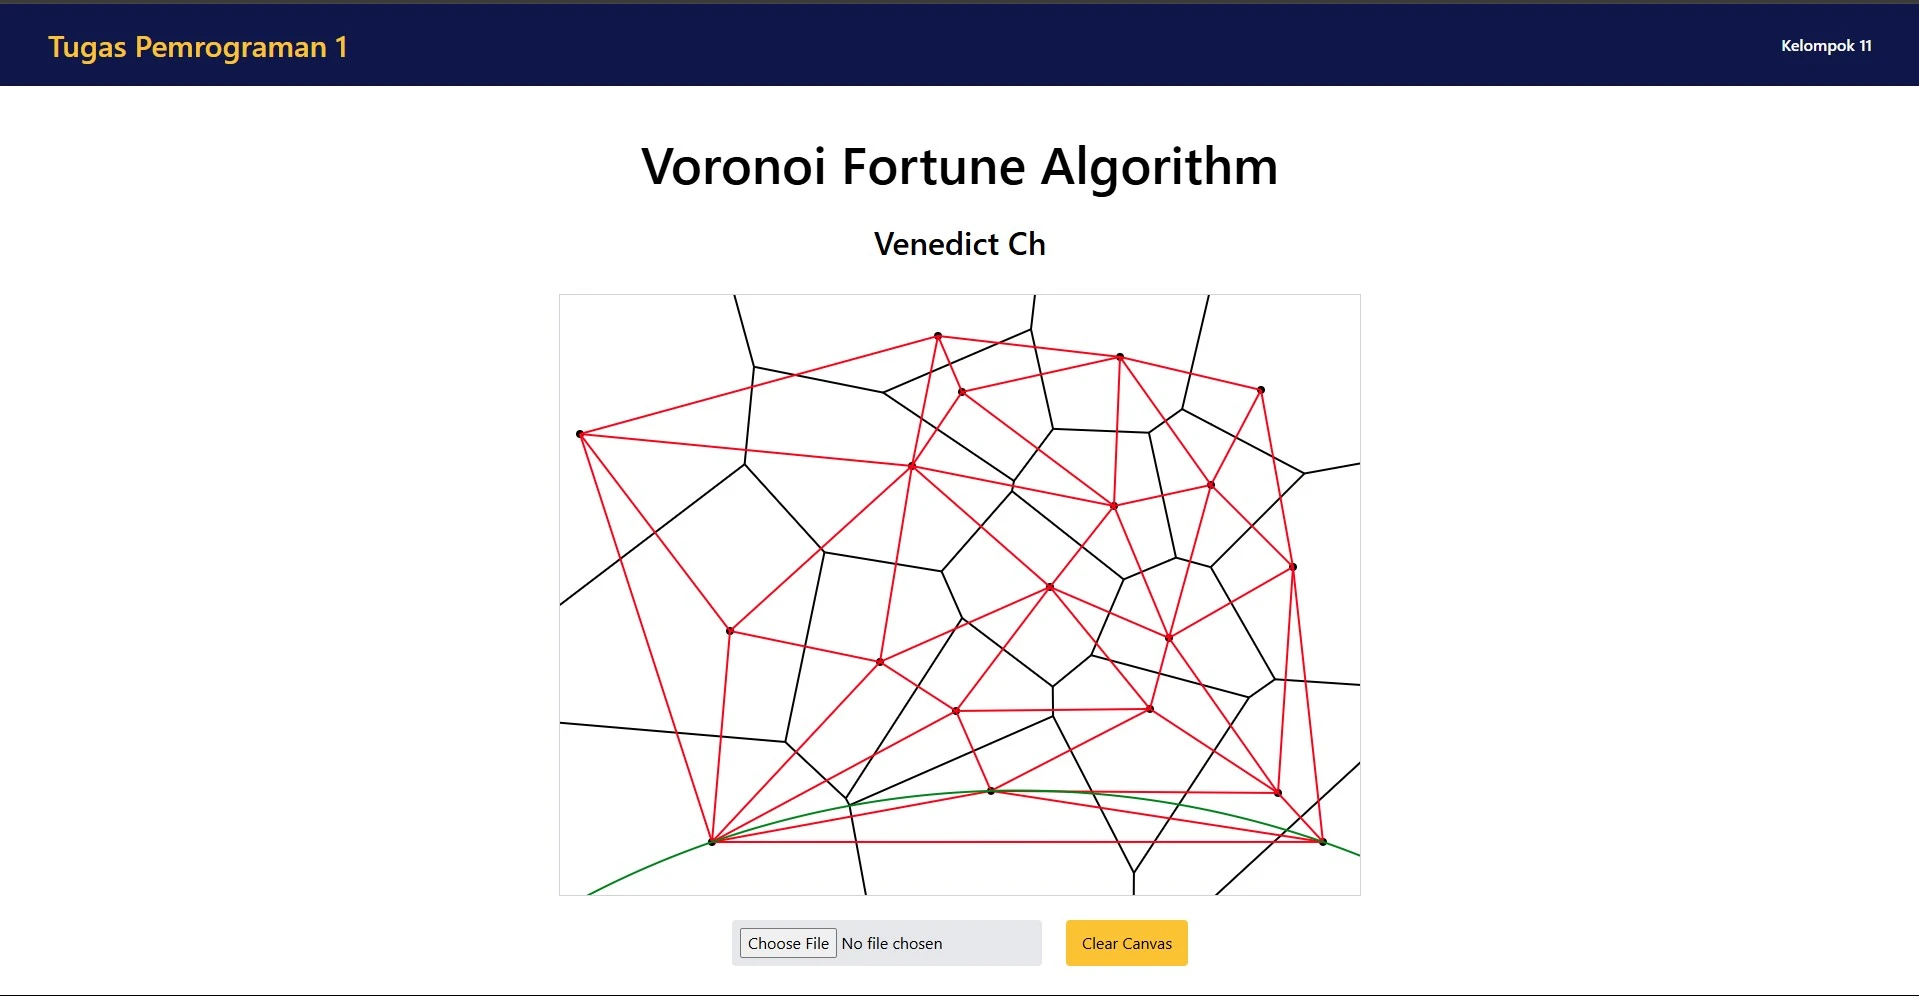 Tugas Pemrograman 1
Kelompok 11
Voronoi Fortune Algorithm
Venedict Ch
Choose File No file chosen
Clear Canvas